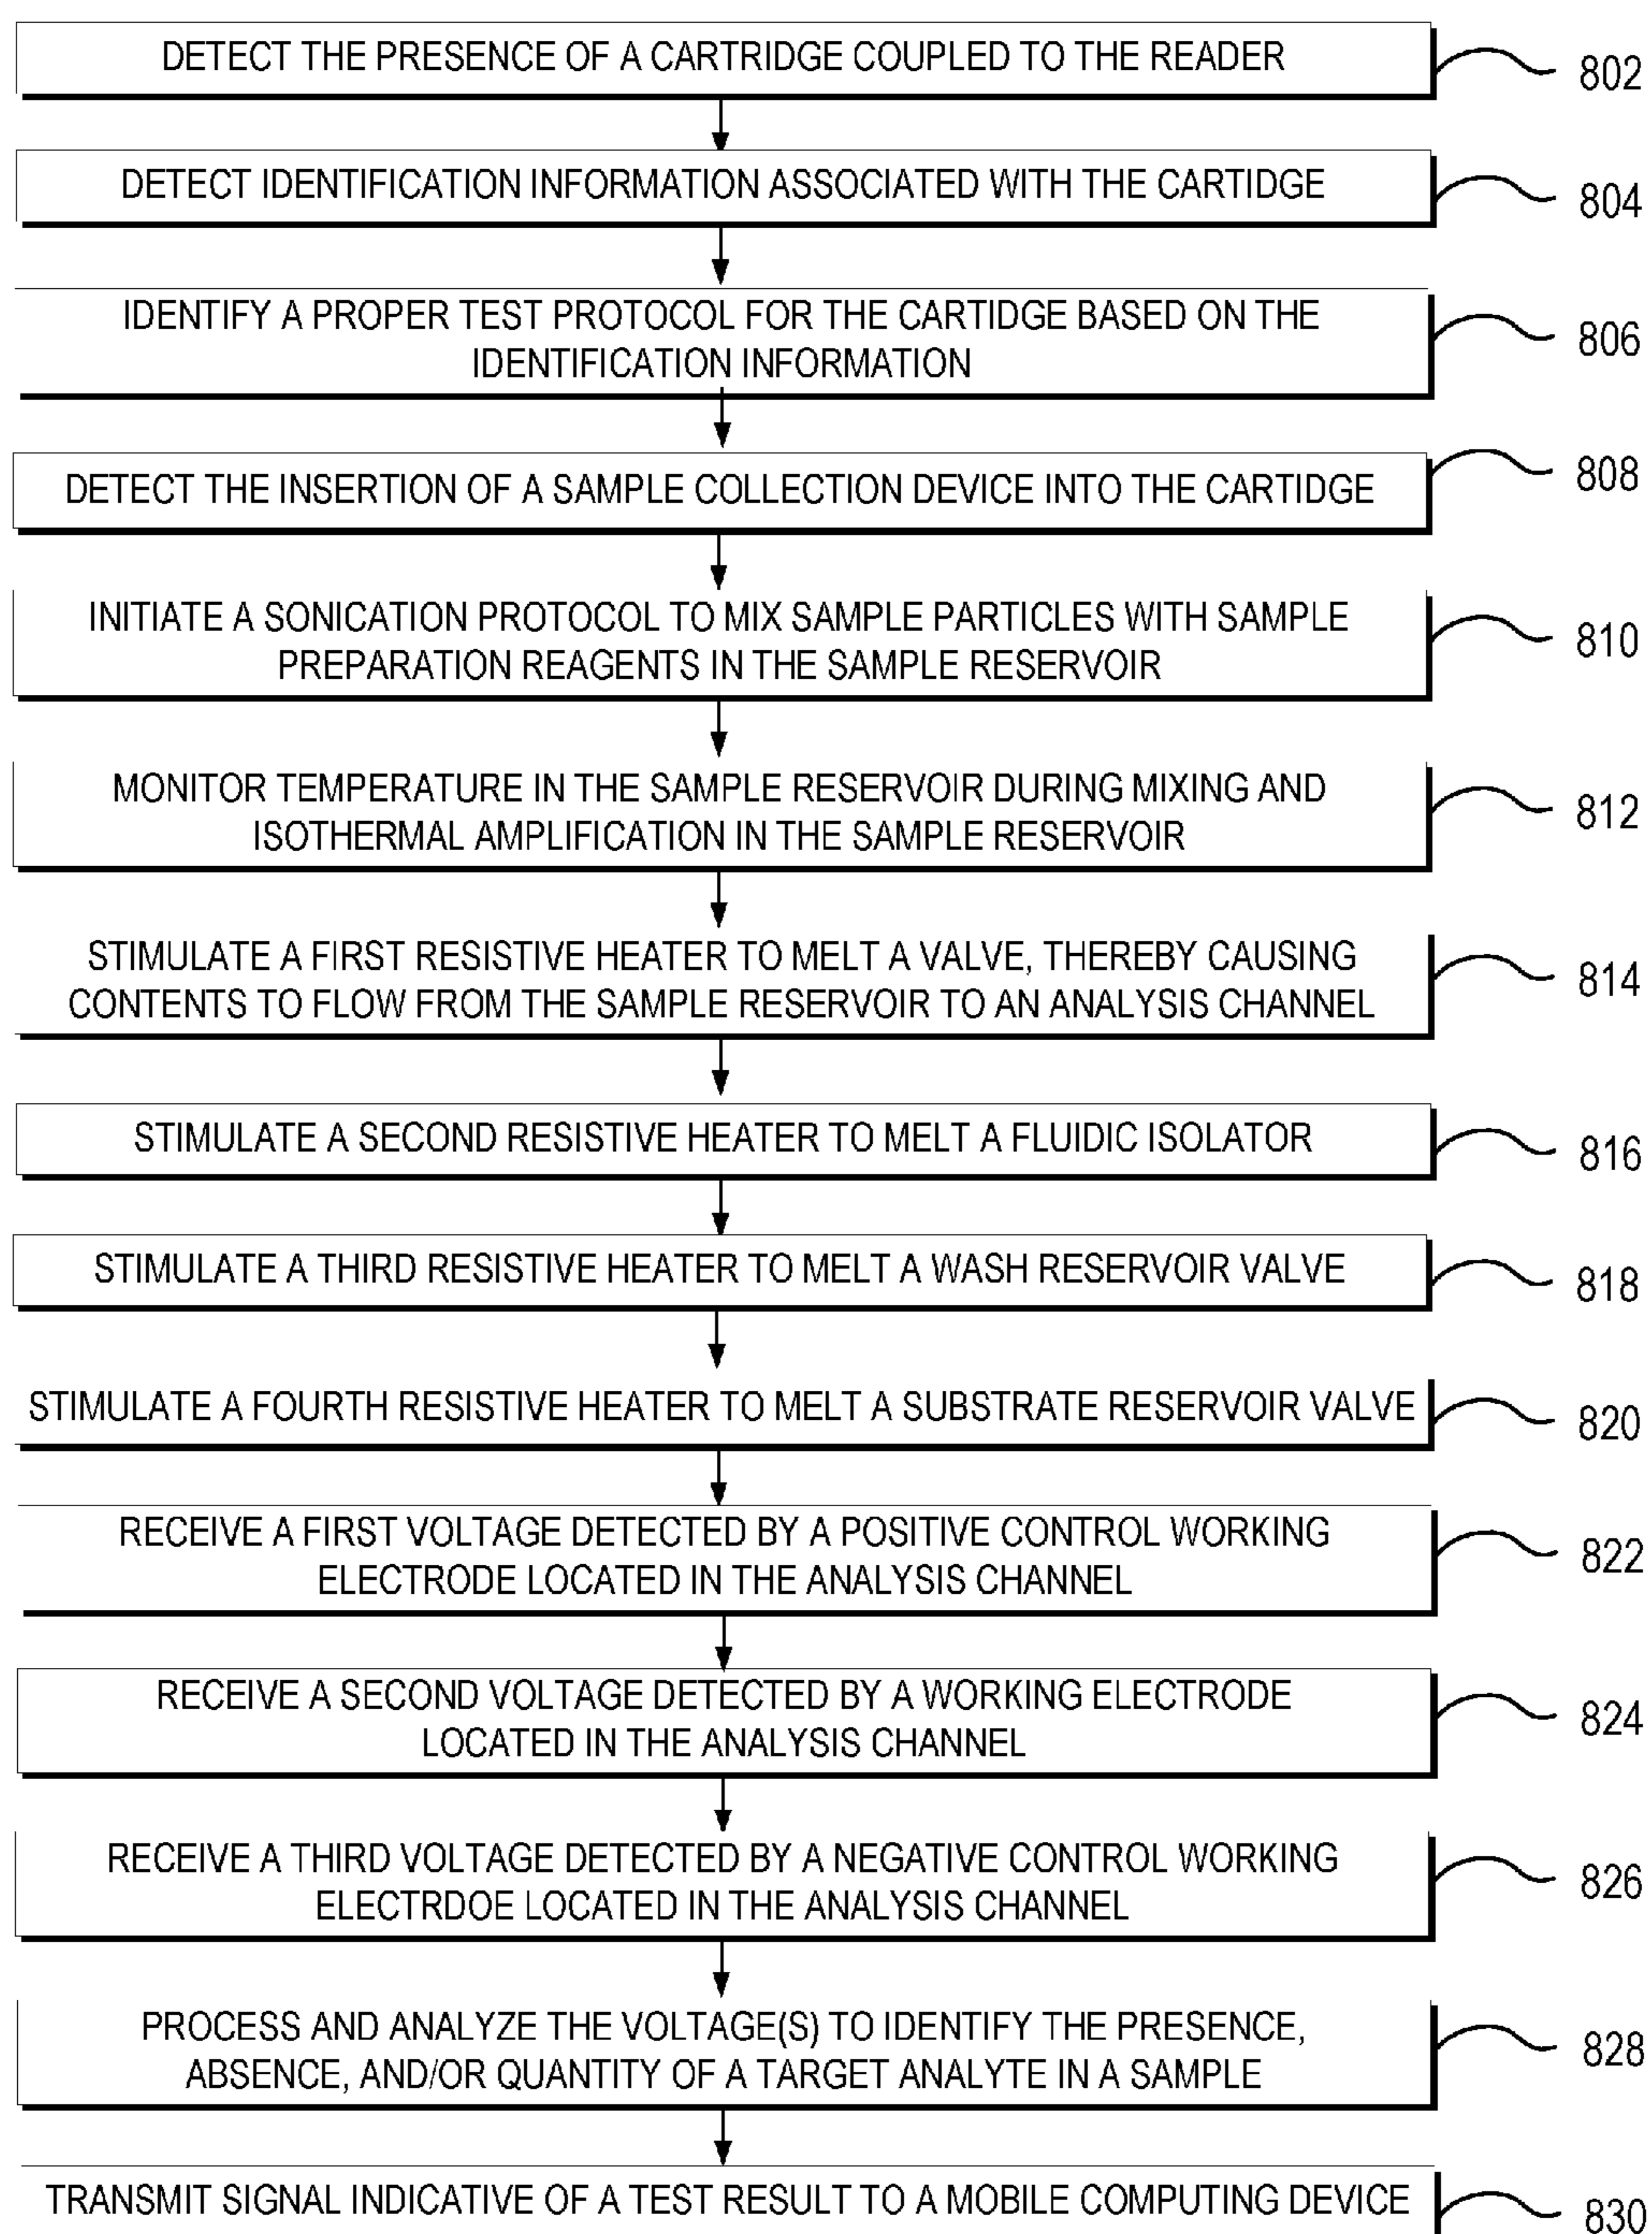 DETECT THE PRESENCE OF A CARTRIDGE COUPLED TO THE READER
802
DETECT IDENTIFICATION INFORMATION ASSOCIATED WITH THE CARTIDGE
804
IDENTIFY A PROPER TEST PROTOCOL FOR THE CARTIDGE BASED ON THE
IDENTIFICATION INFORMATION
806
DETECT THE INSERTION OF A SAMPLE COLLECTION DEVICE INTO THE CARTIDGE
808
INITIATE A SONICATION PROTOCOL TO MIX SAMPLE PARTICLES WITH SAMPLE
PREPARATION REAGENTS IN THE SAMPLE RESERVOIR
810
MONITOR TEMPERATURE IN THE SAMPLE RESERVOIR DURING MIXING AND
ISOTHERMAL AMPLIFICATION IN THE SAMPLE RESERVOIR
812
STIMULATE A FIRST RESISTIVE HEATER TO MELT A VALVE, THEREBY CAUSING
CONTENTS TO FLOW FROM THE SAMPLE RESERVOIR TO AN ANALYSIS CHANNEL
814
STIMULATE A SECOND RESISTIVE HEATER TO MELT A FLUIDIC ISOLATOR
816
STIMULATE A THIRD RESISTIVE HEATER TO MELT A WASH RESERVOIR VALVE
818
STIMULATE A FOURTH RESISTIVE HEATER TO MELT A SUBSTRATE RESERVOIR VALVE
820
RECEIVE A FIRST VOLTAGE DETECTED BY A POSITIVE CONTROL WORKING
ELECTRODE LOCATED IN THE ANALYSIS CHANNEL
822
RECEIVE A SECOND VOLTAGE DETECTED BY A WORKING ELECTRODE
LOCATED IN THE ANALYSIS CHANNEL
824
RECEIVE A THIRD VOLTAGE DETECTED BY A NEGATIVE CONTROL WORKING
ELECTRDOE LOCATED IN THE ANALYSIS CHANNEL
826
PROCESS AND ANALYZE THE VOLTAGE(S) TO IDENTIFY THE PRESENCE,
ABSENCE, AND/OR QUANTITY OF A TARGET ANALYTE IN A SAMPLE
828
TRANSMIT SIGNAL INDICATIVE OF A TEST RESULT TO A MOBILE COMPUTING DEVICE
830